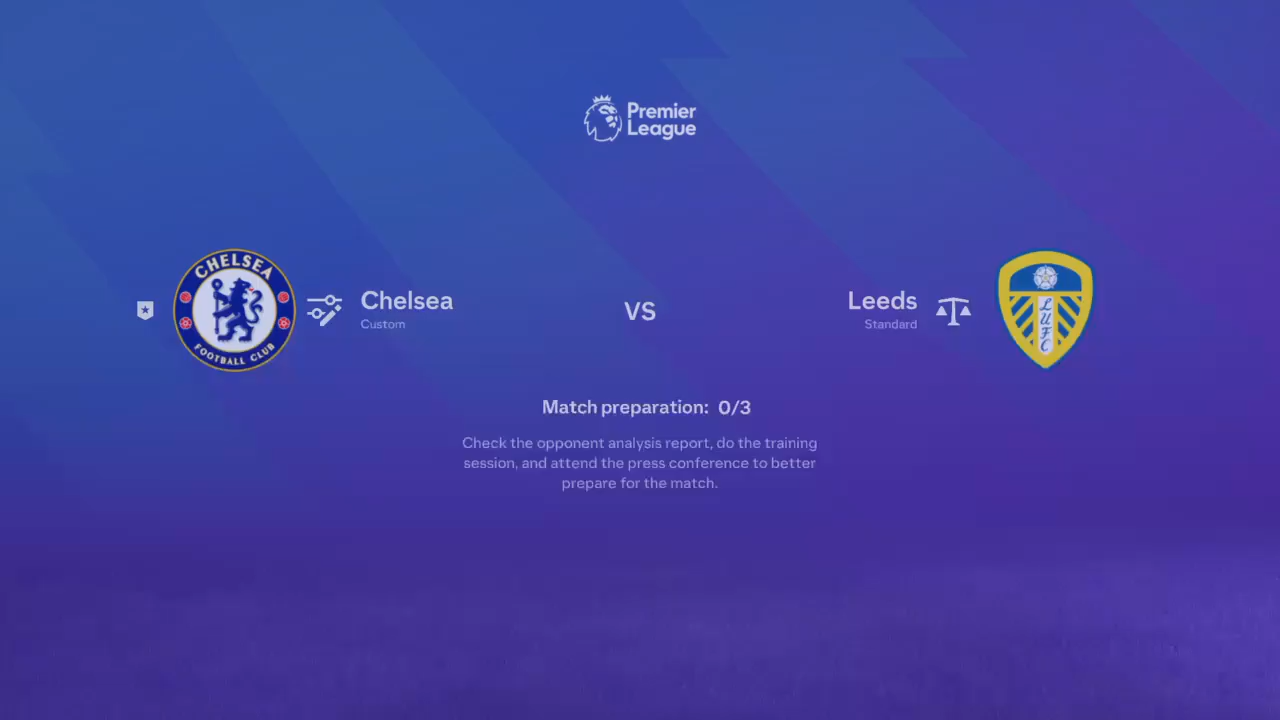 Premier
League
CHELSEA
FOOTBALL CLUB
Chelsea
Custom
VS
Leeds
Standard
LUFC
Match preparation: 0/3
Check the opponent analysis report, do the training
session, and attend the press conference to better
prepare for the match.